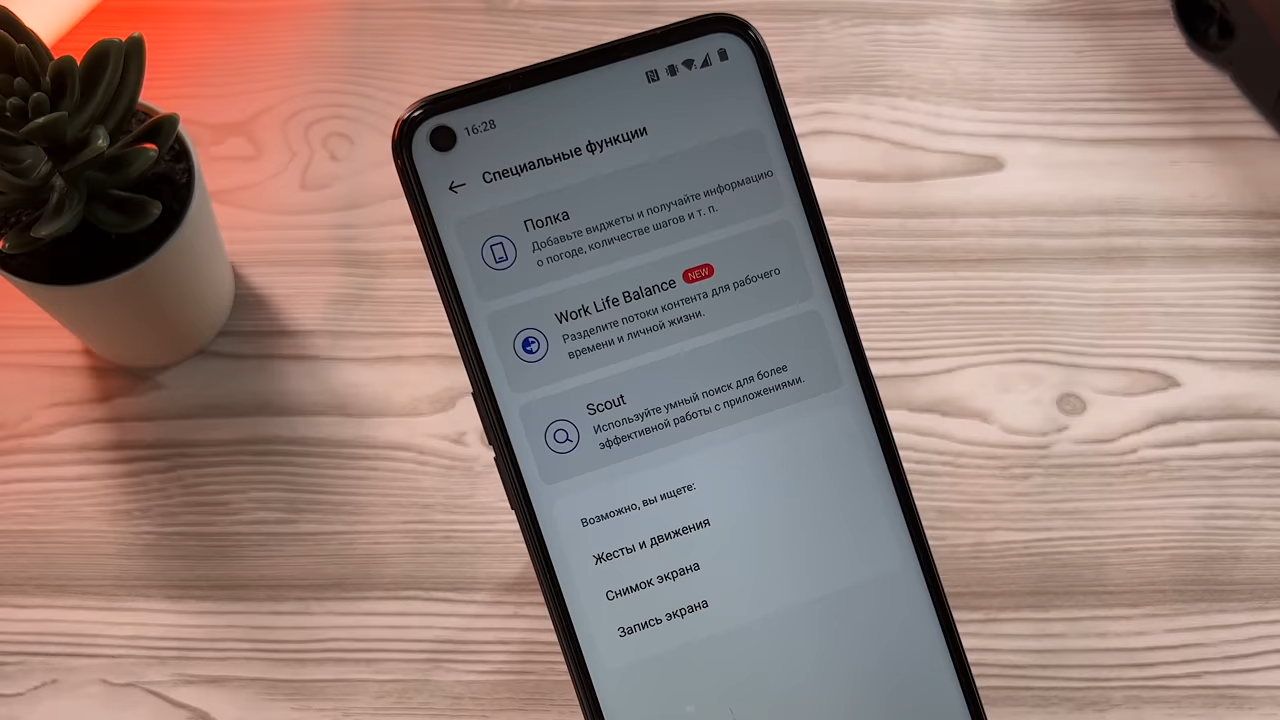 16:28
Специальные функции
Полка
Добавьте виджеты и получайте информацию
о погоде, количестве шагов и т. п.
Work Life Balance NEW
Разделите потоки контента для рабочего
времени и личной жизни.
Scout
Используйте умный поиск для более
эффективной работы с приложениями.
Возможно, вы ищете:
Жесты и движения
Снимок экрана
Запись экрана